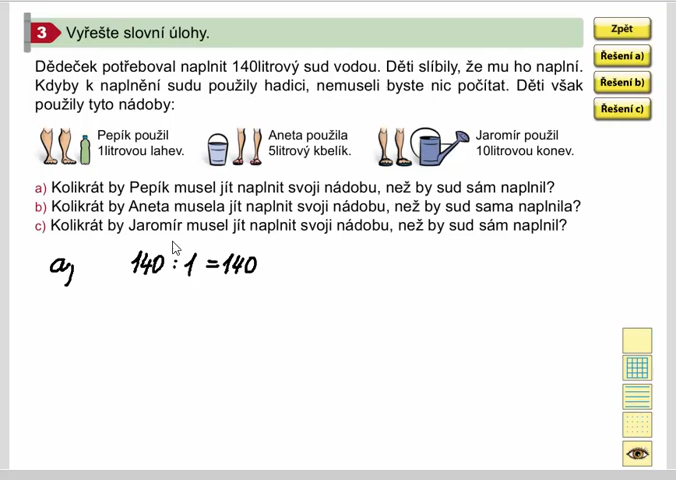 3 Vyřešte slovní úlohy.
Zpět
Řešení a)
Řešení b)
Řešení c)
Dědeček potřeboval naplnit 140litrový sud vodou. Děti slíbily, že mu ho naplní.
Kdyby k naplnění sudu použily hadici, nemuseli byste nic počítat. Děti však
použily tyto nádoby:
Pepík použil
1litrovou lahev.
Aneta použila
5litrový kbelík.
Jaromír použil
10litrovou konev.
a) Kolikrát by Pepík musel jít naplnit svoji nádobu, než by sud sám naplnil?
b) Kolikrát by Aneta musela jít naplnit svoji nádobu, než by sud sama naplnila?
c) Kolikrát by Jaromír musel jít naplnit svoji nádobu, než by sud sám naplnil?
a) 140 : 1 = 140